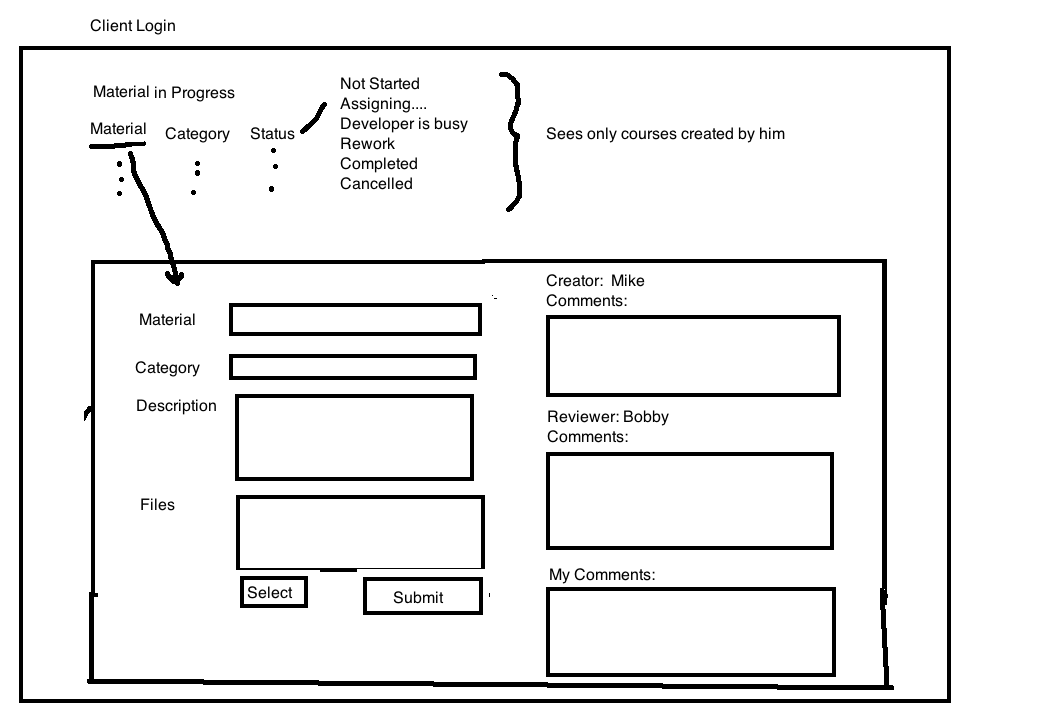 Client Login
Material in Progress
Material Category Status
Not Started
Assigning....
Developer is busy
Rework
Completed
Cancelled
Sees only courses created by him
Material
Category
Description
Files
Select
Submit
Creator: Mike
Comments:
Reviewer: Bobby
Comments:
My Comments: